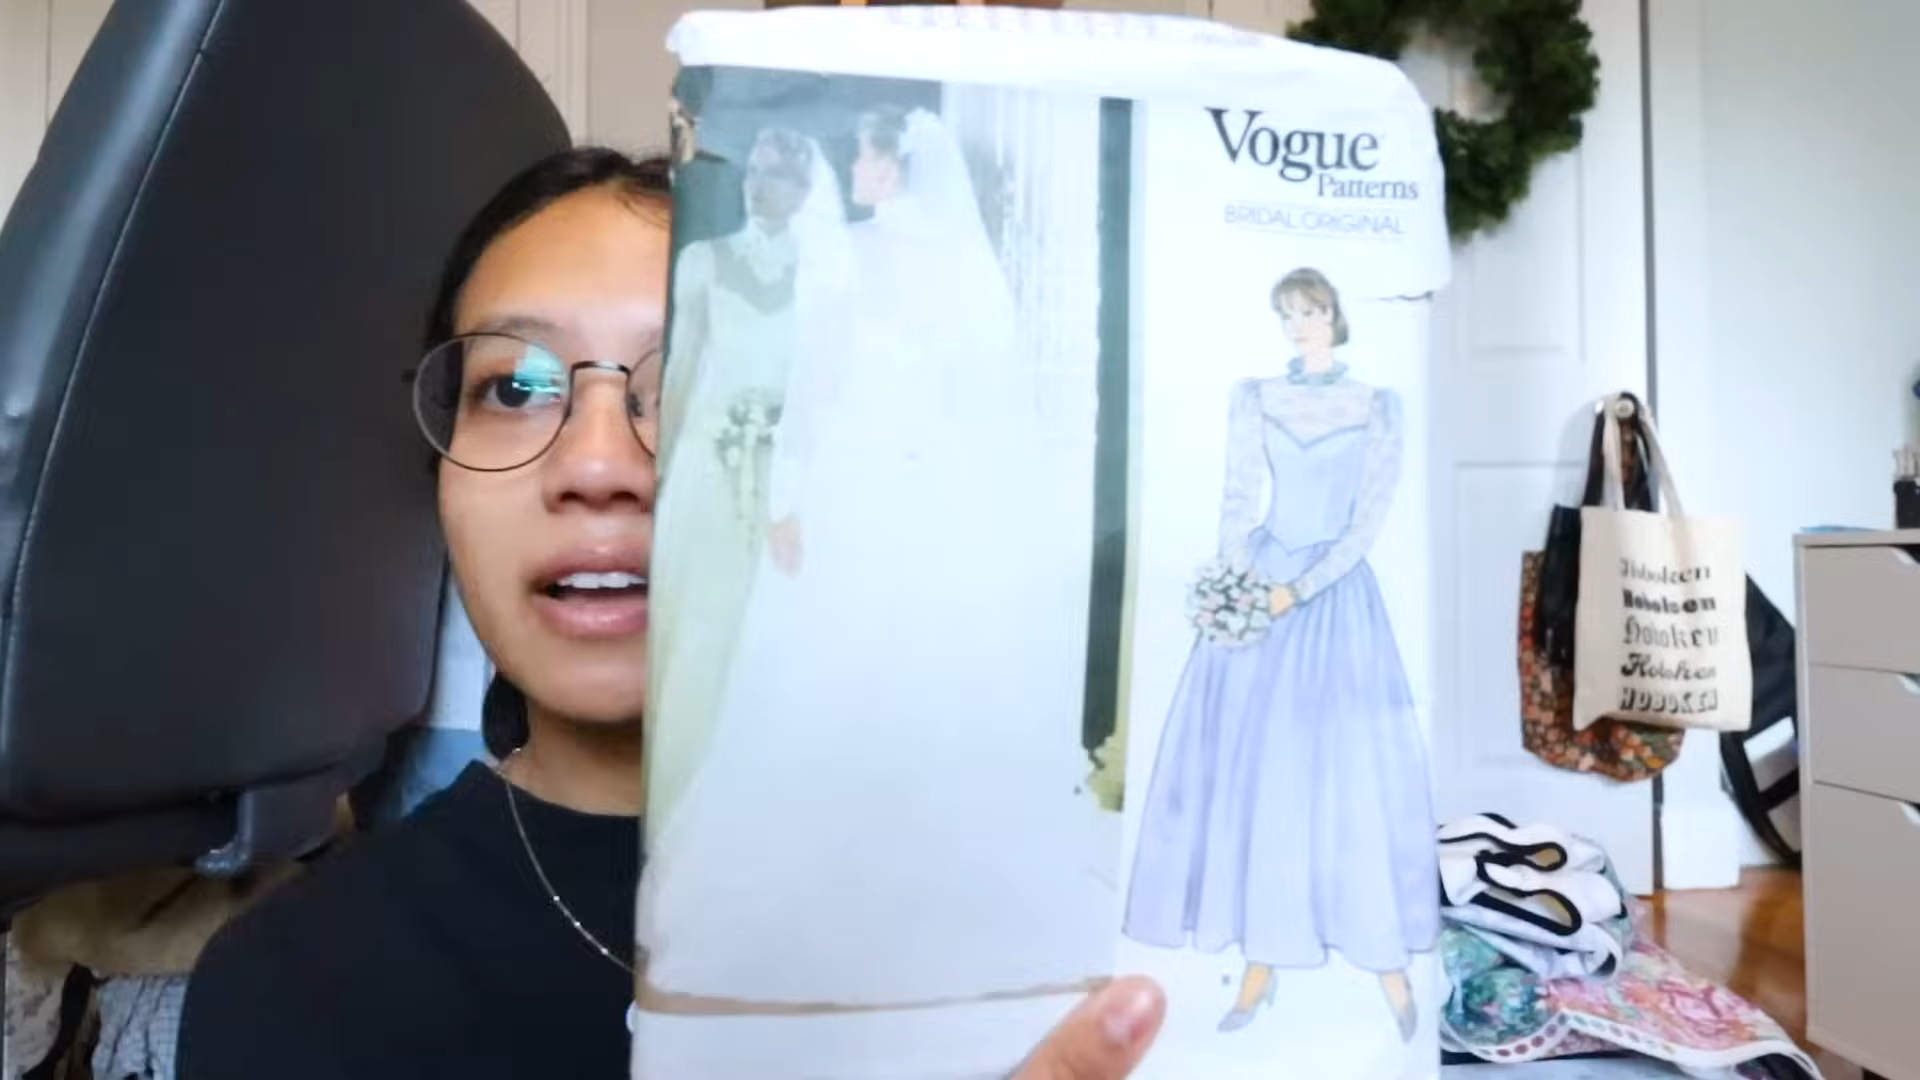 Vogue
Patterns
BRIDAL ORIGINAL
Hoboken
Hoboken
Hoboken
Hoboken
HOBOKEN